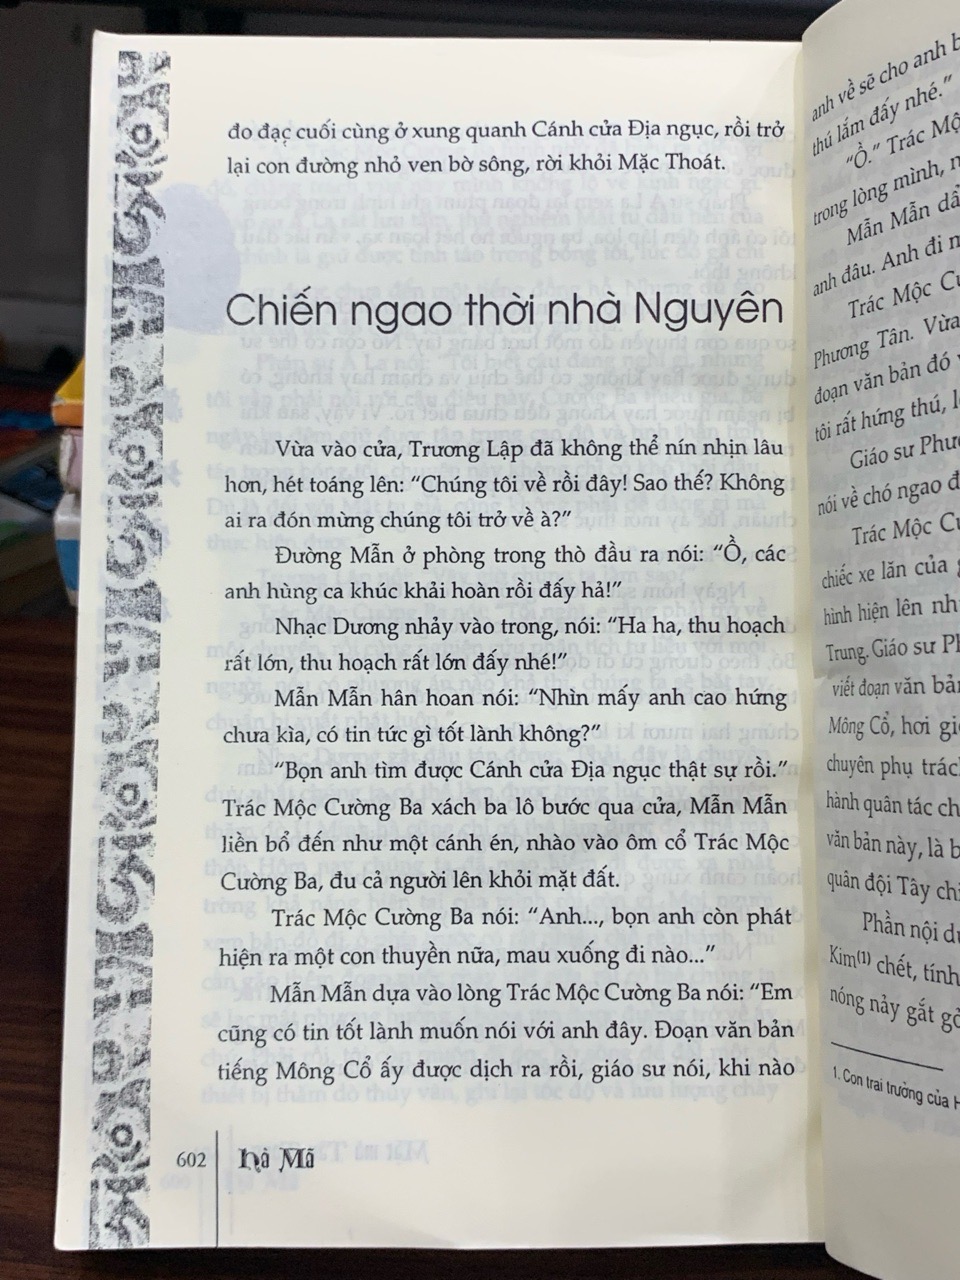 đo đạc cuối cùng ở xung quanh Cánh cửa Địa ngục, rồi trở
lại con đường nhỏ ven bờ sông, rời khỏi Mặc Thoát.
Chiến ngao thời nhà Nguyên
Vừa vào cửa, Trương Lập đã không thể nín nhịn lâu
hơn, hét toáng lên: “Chúng tôi về rồi đây! Sao thế? Không
ai ra đón mừng chúng tôi trở về à?”
Đường Mẫn ở phòng trong thò đầu ra nói: “Ồ, các
anh hùng ca khúc khải hoàn rồi đấy hả!”
Nhạc Dương nhảy vào trong, nói: “Ha ha, thu hoạch
rất lớn, thu hoạch rất lớn đấy nhé!”
Mẫn Mẫn hân hoan nói: “Nhìn mấy anh cao hứng
chưa kìa, có tin tức gì tốt lành không?”
“Bọn anh tìm được Cánh cửa Địa ngục thật sự rồi.”
Trác Mộc Cường Ba xách ba lô bước qua cửa, Mẫn Mẫn
liền bổ đến như một cánh én, nhào vào ôm cổ Trác Mộc
Cường Ba, đu cả người lên khỏi mặt đất.
Trác Mộc Cường Ba nói: “Anh..., bọn anh còn phát
hiện ra một con thuyền nữa, mau xuống đi nào...”
Mẫn Mẫn dựa vào lòng Trác Mộc Cường Ba nói: “Em
cũng có tin tốt lành muốn nói với anh đây. Đoạn văn bản
tiếng Mông Cổ ấy được dịch ra rồi, giáo sư nói, khi nào
602 Hà Mã
anh về sẽ cho anh
thú lắm đấy nhé.”
“Ồ.” Trác
trong lòng mình,
Mẫn Mẫn
anh đâu. Anh đi
Trác Mộc
Phương Tân. Vừa
đoạn văn bản đó
tôi rất hứng thú,
Giáo sư
nói về chó ngao
Trác Mộc
chiếc xe lăn của
hình hiện lên
Trung. Giáo sư
viết đoạn văn
Mông Cổ, hơi
chuyên phụ
hành quân tác
văn bản này, là
quân đội Tây
Phần nội
Kim(1) chết, tính
nóng nảy gắt
1. Con trai trưởng của